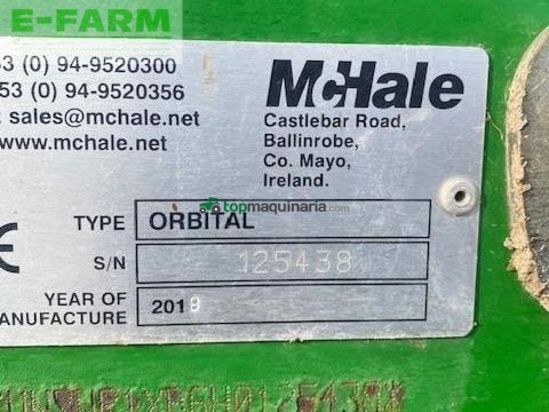 E-FARM
53 (0) 94-9520300
53 (0) 94-9520356
: sales@mchale.net
www.mchale.net
McHale
Castlebar Road,
Ballinrobe,
Co. Mayo,
Ireland.
topmaquinaria.com
TYPE ORBITAL
S/N 125438
YEAR OF
MANUFACTURE 2019